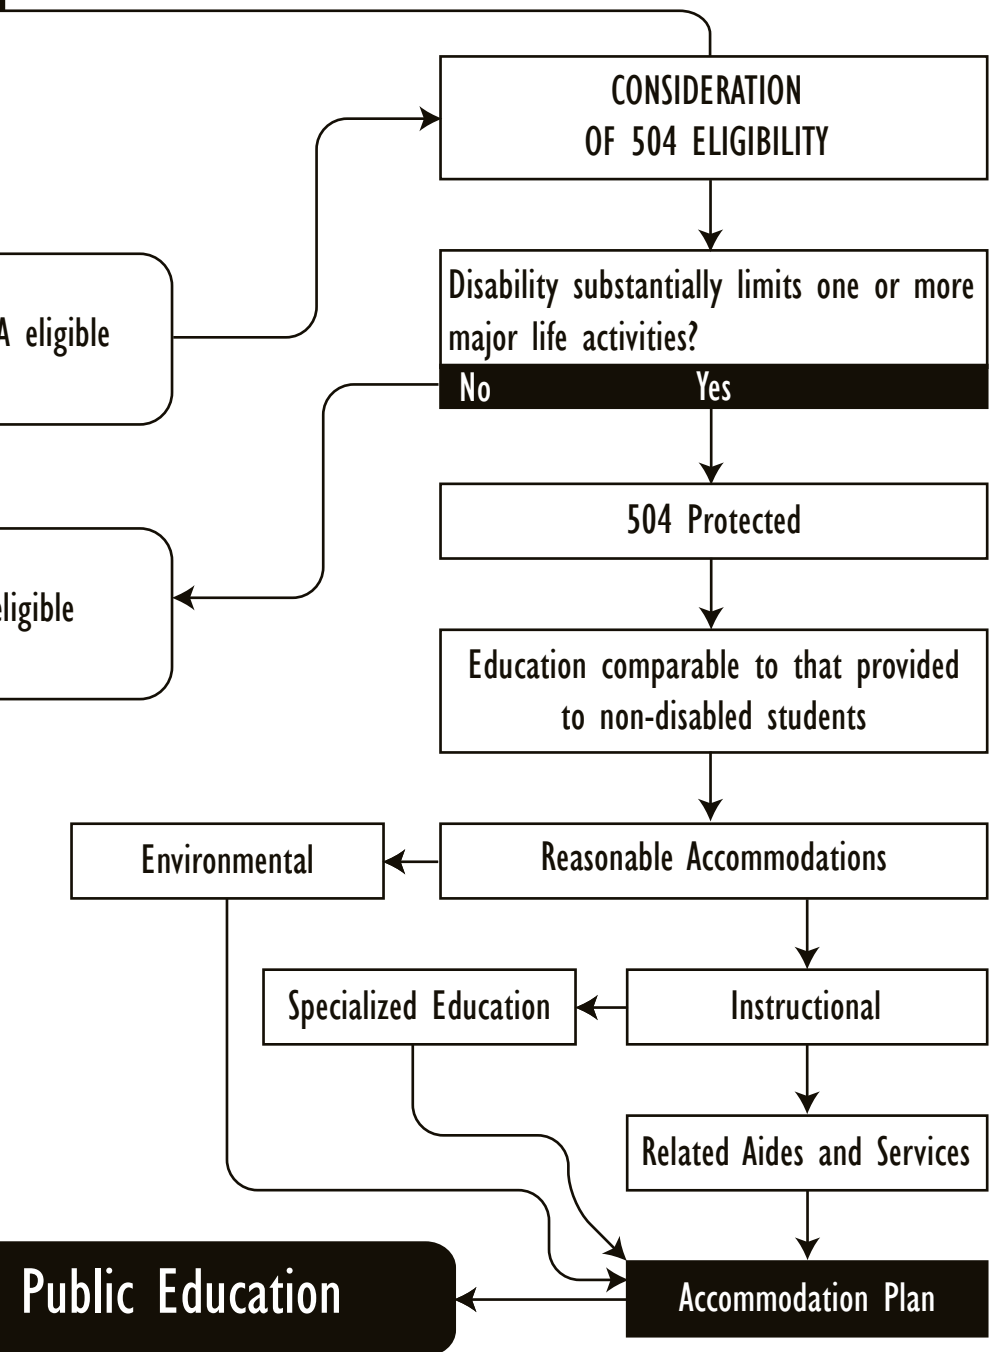 CONSIDERATION
OF 504 ELIGIBILITY
Disability substantially limits one or more
major life activities?
No Yes
A eligible
504 Protected
eligible
Education comparable to that provided
to non-disabled students
Environmental
Reasonable Accommodations
Specialized Education
Instructional
Related Aides and Services
Public Education
Accommodation Plan